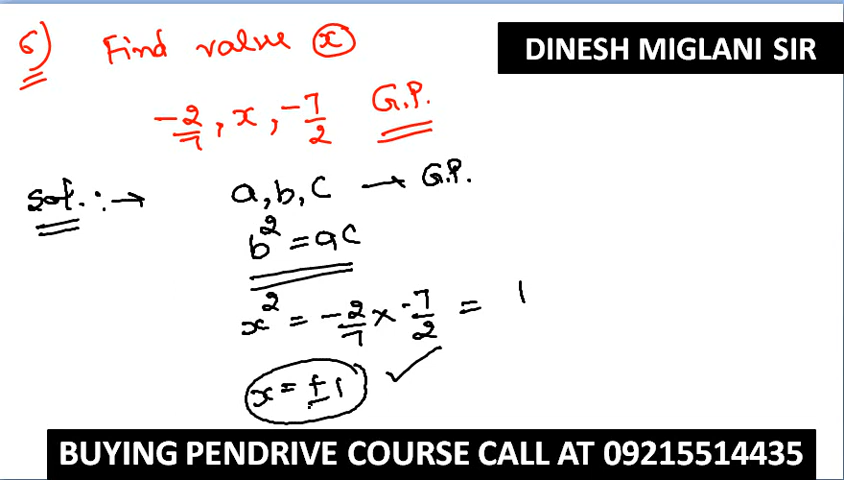 6) Find value x
DINESH MIGLANI SIR
-2/7, x, -7/2 G.P.
Sol. :→ a, b, c → G.P.
b² = ac
x² = -2/7 × -7/2 = 1
x = ±1 ✓
BUYING PENDRIVE COURSE CALL AT 09215514435